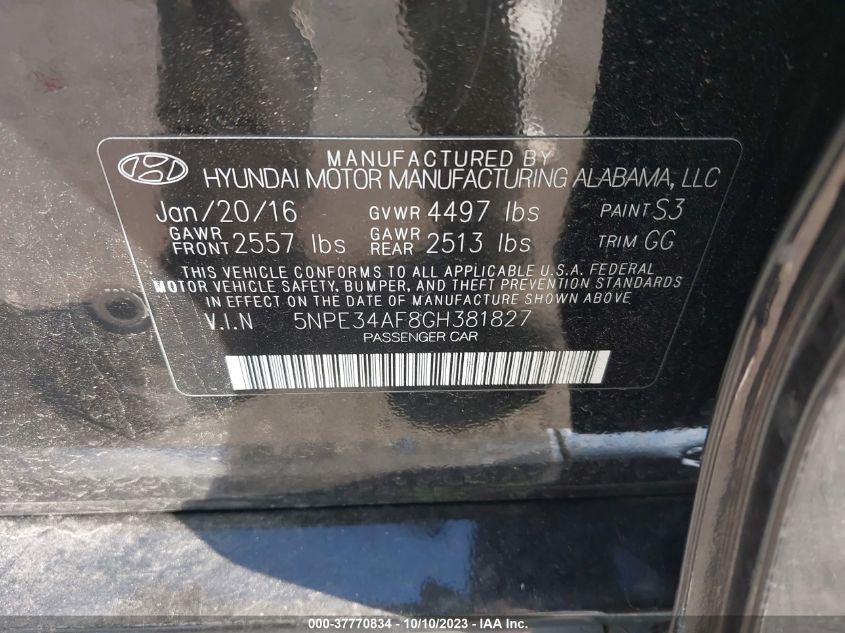 MANUFACTURED BY
HYUNDAI MOTOR MANUFACTURING ALABAMA, LLC
Jan/20/16 GVWR 4497 lbs PAINT S3
GAWR FRONT 2557 lbs GAWR REAR 2513 lbs TRIM GG
THIS VEHICLE CONFORMS TO ALL APPLICABLE U.S.A. FEDERAL
MOTOR VEHICLE SAFETY, BUMPER, AND THEFT PREVENTION STANDARDS
IN EFFECT ON THE DATE OF MANUFACTURE SHOWN ABOVE
V.I.N 5NPE34AF8GH381827
PASSENGER CAR
000-37770834 - 10/10/2023 - IAA Inc.